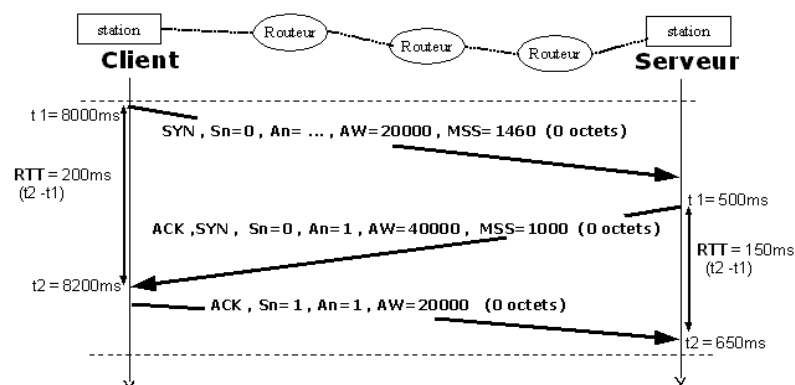 station
Routeur
Routeur
Routeur
station
Client
Serveur
t 1= 8000ms
SYN , Sn=0 , An= ... , AW=20000 , MSS=1460 (0 octets)
RTT = 200ms
(t2 -t1)
t 1= 500ms
ACK ,SYN , Sn=0 , An=1 , AW=40000 , MSS=1000 (0 octets)
RTT = 150ms
(t2 -t1)
t2 = 8200ms
ACK , Sn=1 , An=1 , AW=20000 (0 octets)
t2 = 650ms